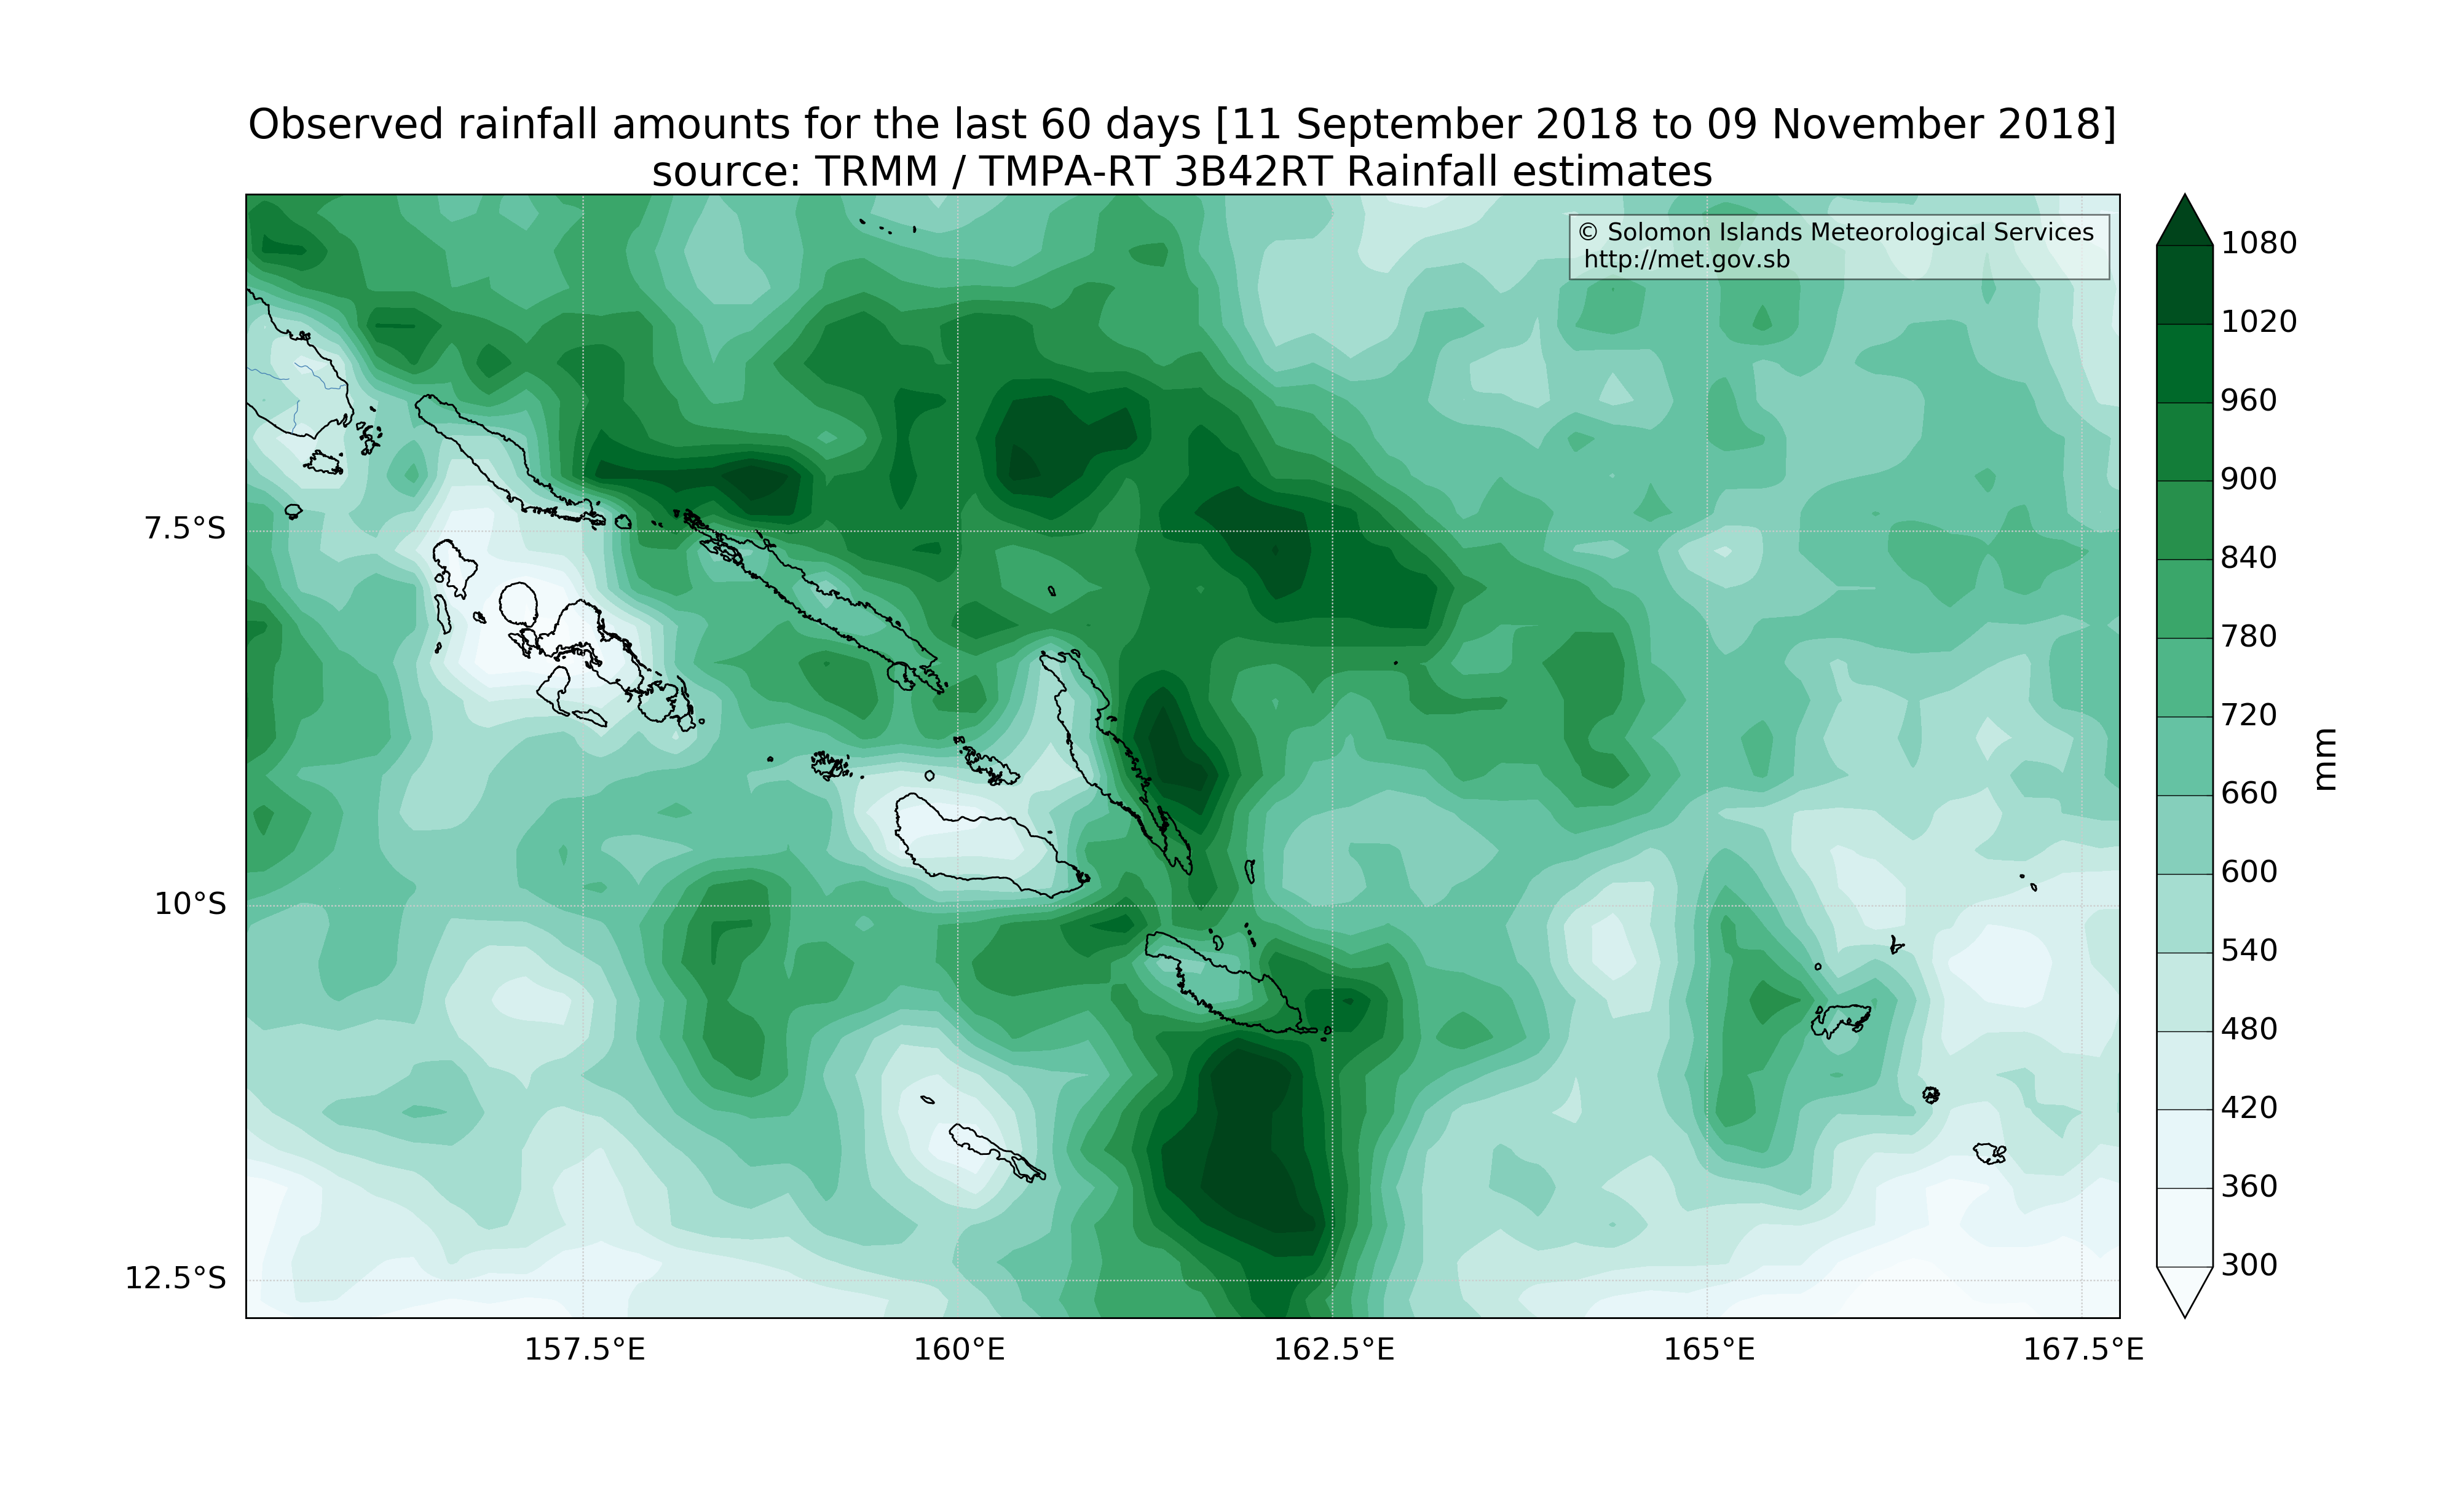 Observed rainfall amounts for the last 60 days [11 September 2018 to 09 November 2018]
source: TRMM / TMPA-RT 3B42RT Rainfall estimates
© Solomon Islands Meteorological Services
http://met.gov.sb
7.5°S
10°S
12.5°S
157.5°E
160°E
162.5°E
165°E
167.5°E
1080
1020
960
900
840
780
720
660
600
540
480
420
360
300
mm